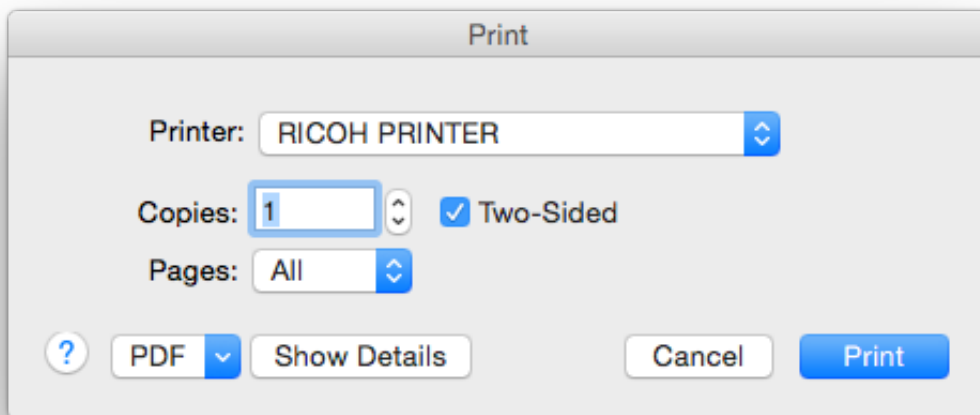 Print
Printer: RICOH PRINTER
Copies: 1 Two-Sided
Pages: All
? PDF Show Details Cancel Print